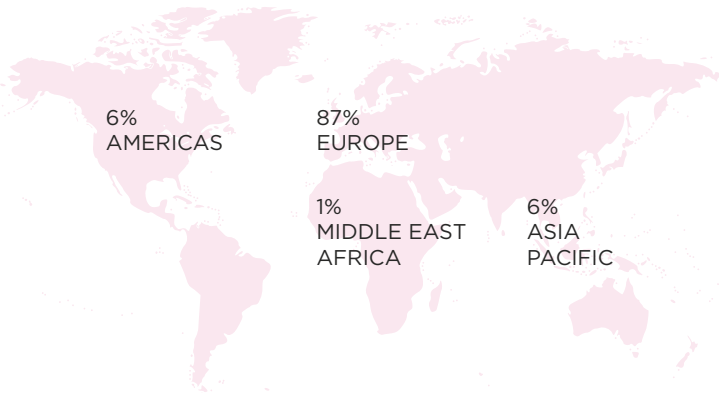 6%
AMERICAS
87%
EUROPE
1%
MIDDLE EAST
AFRICA
6%
ASIA
PACIFIC